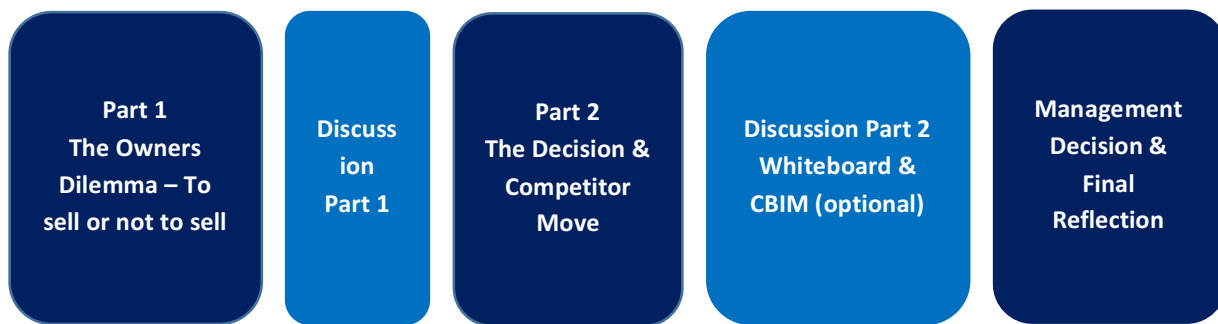 Part 1
The Owners
Dilemma – To
sell or not to sell
Discuss
ion
Part 1
Part 2
The Decision &
Competitor
Move
Discussion Part 2
Whiteboard &
CBIM (optional)
Management
Decision &
Final
Reflection